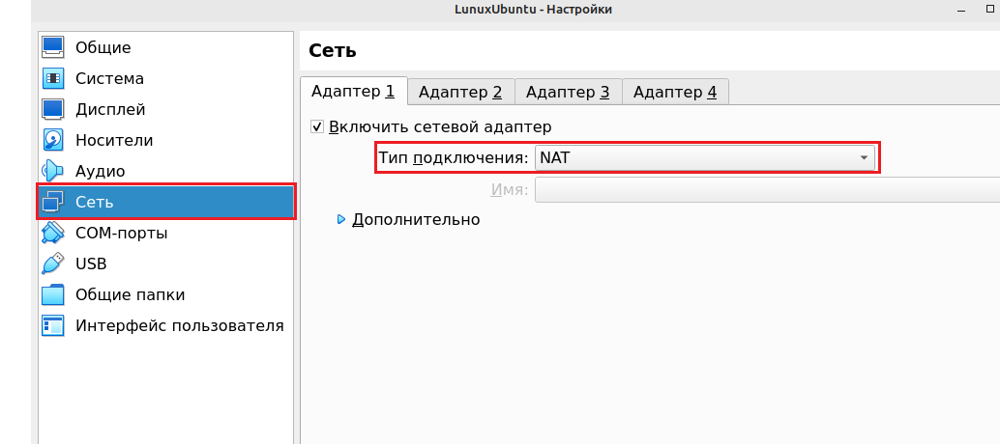 LunuxUbuntu - Настройки
Общие
Система
Дисплей
Носители
Аудио
Сеть
COM-порты
USB
Общие папки
Интерфейс пользователя
Сеть
Адаптер 1 Адаптер 2 Адаптер 3 Адаптер 4
Включить сетевой адаптер
Тип подключения: NAT
Имя:
Дополнительно